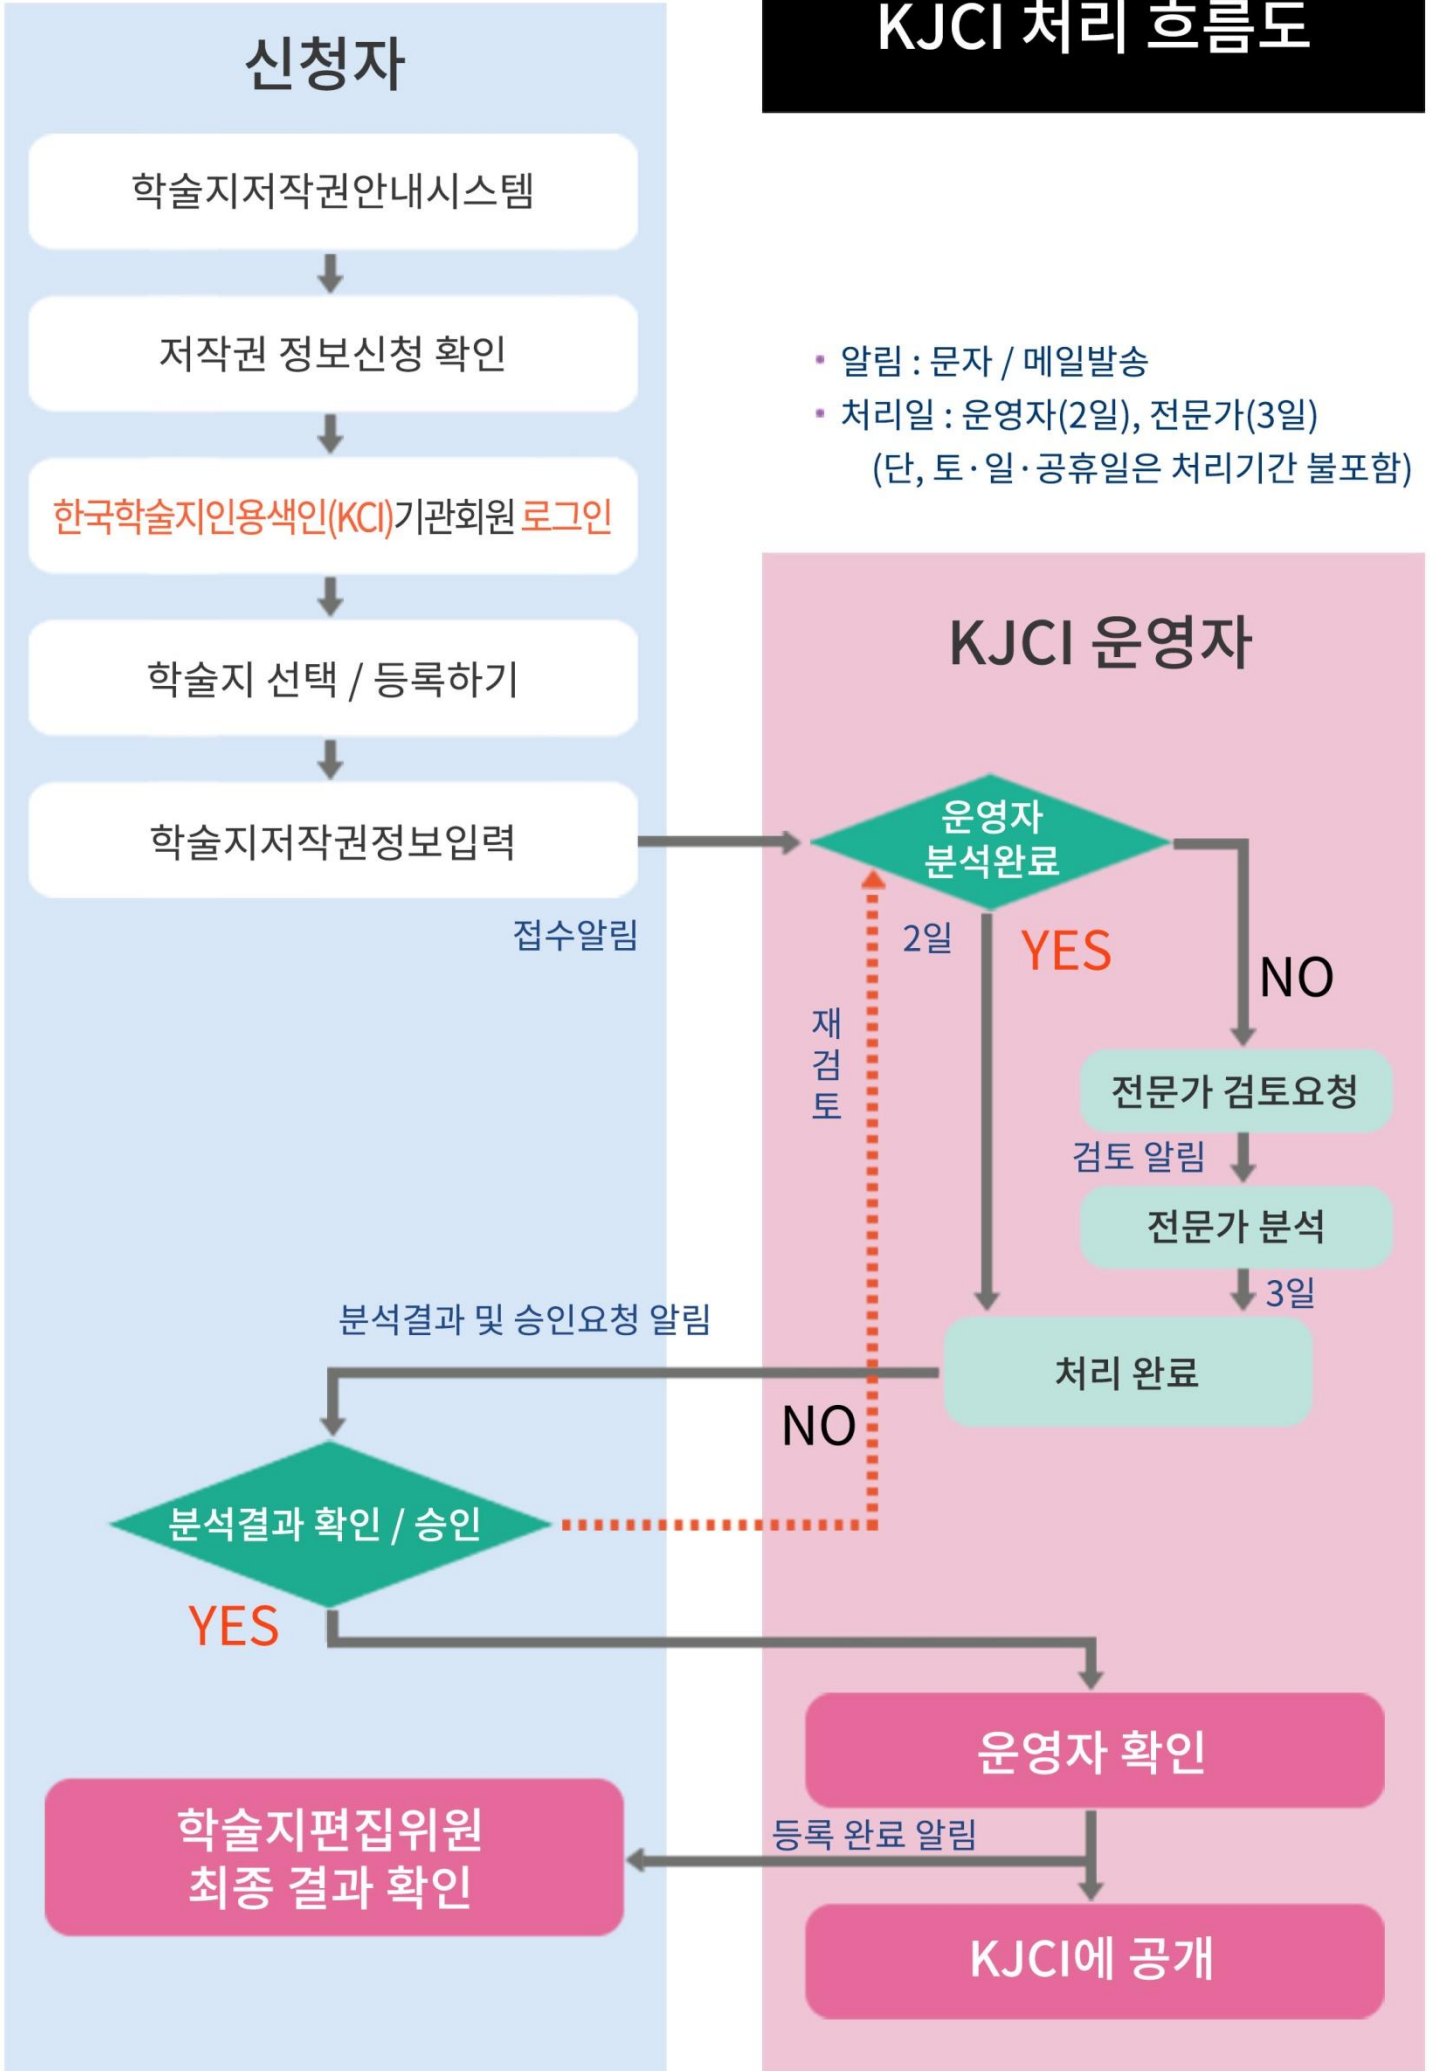 KJCI 처리 흐름도
신청자
학술지저작권안내시스템
저작권 정보신청 확인
한국학술지인용색인(KCI)기관회원 로그인
학술지 선택 / 등록하기
학술지저작권정보입력
접수알림
알림 : 문자 / 메일발송
처리일 : 운영자(2일), 전문가(3일)
(단, 토·일·공휴일은 처리기간 불포함)
KJCI 운영자
운영자
분석완료
2일
YES
NO
재
검
토
전문가 검토요청
검토 알림
전문가 분석
3일
처리 완료
분석결과 및 승인요청 알림
NO
분석결과 확인 / 승인
YES
운영자 확인
등록 완료 알림
학술지편집위원
최종 결과 확인
KJCI에 공개